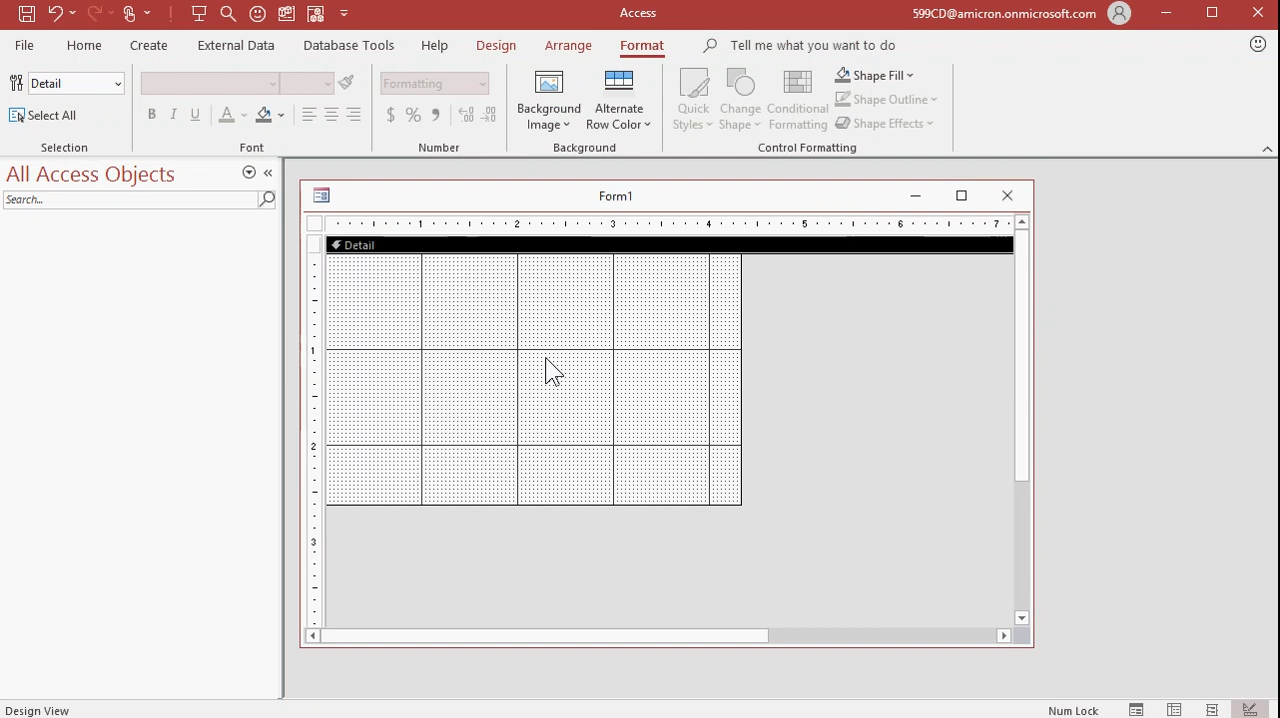 Access
599CD@amicron.onmicrosoft.com
File Home Create External Data Database Tools Help Design Arrange Format Tell me what you want to do
Detail
Select All
Selection
B I U A
Font
Formatting
$ % 9
Number
Background Image
Alternate Row Color
Background
Quick Styles
Change Shape
Conditional Formatting
Shape Fill
Shape Outline
Shape Effects
Control Formatting
All Access Objects
Search...
Form1
1 2 3 4 5 6 7
Detail
1
2
3
Design View
Num Lock